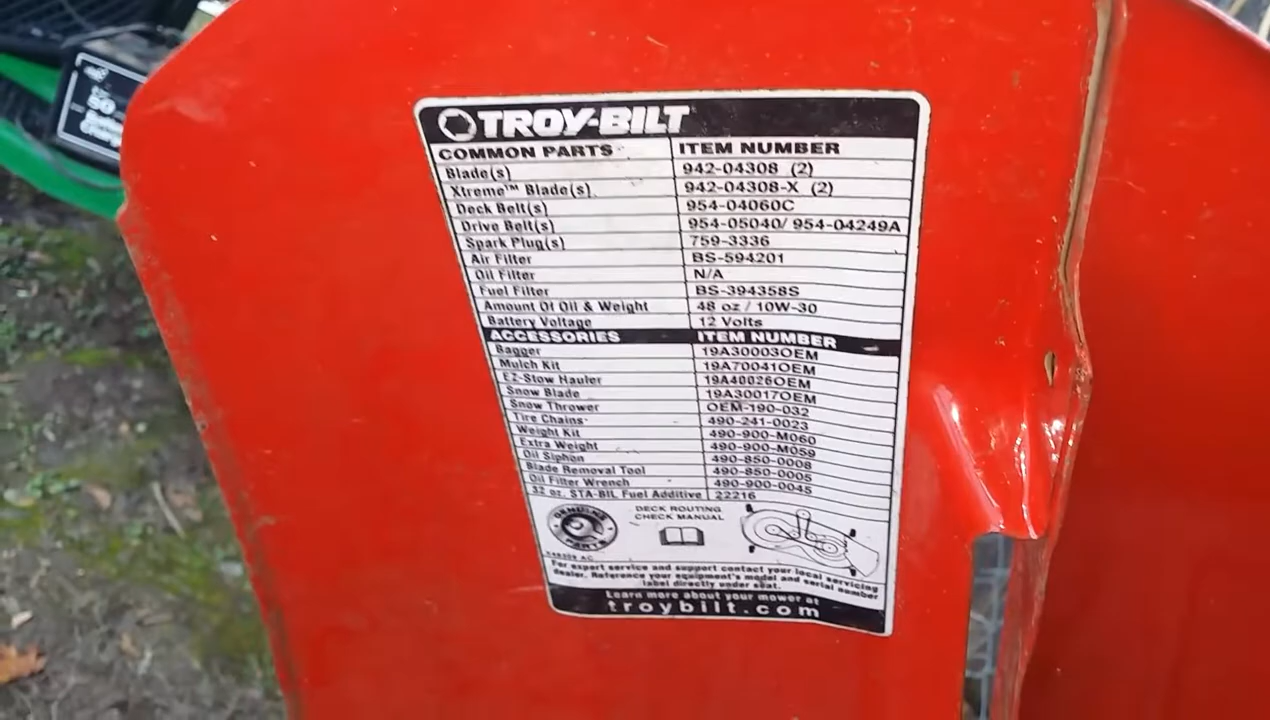 TROY-BILT
COMMON PARTS ITEM NUMBER
Blade(s) 942-04308 (2)
Xtreme™ Blade(s) 942-04308-X (2)
Deck Belt(s) 954-04060C
Drive Belt(s) 954-05040/ 954-04249A
Spark Plug(s) 759-3336
Air Filter BS-594201
Oil Filter N/A
Fuel Filter BS-394358S
Amount Of Oil & Weight 48 oz / 10W-30
Battery Voltage 12 Volts
ACCESSORIES ITEM NUMBER
Bagger 19A30003OEM
Mulch Kit 19A70041OEM
EZ-Stow Hauler 19A40026OEM
Snow Blade 19A30017OEM
Snow Thrower OEM-190-032
Tire Chains 490-241-0023
Weight Kit 490-900-M060
Extra Weight 490-900-M059
Oil Siphon 490-850-0008
Blade Removal Tool 490-850-0005
Oil Filter Wrench 490-900-0045
32 oz. STA-BIL Fuel Additive 22216
GENUINE PARTS
DECK ROUTING
CHECK MANUAL
For expert service and support contact your local servicing
dealer. Reference your equipment's model and serial number
label directly under seat.
Learn more about your mower at
troybilt.com